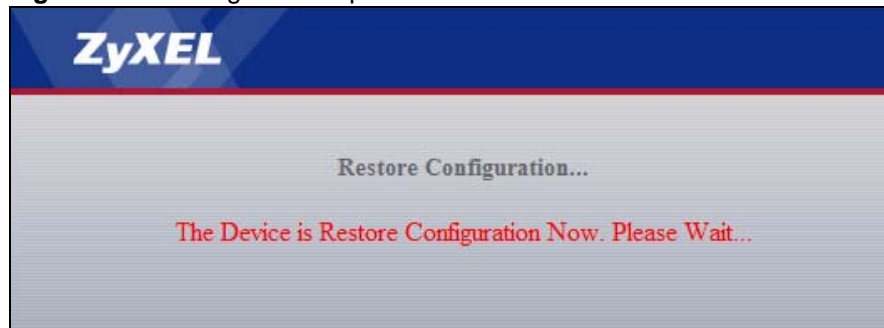 ZyXEL
Restore Configuration...
The Device is Restore Configuration Now. Please Wait...